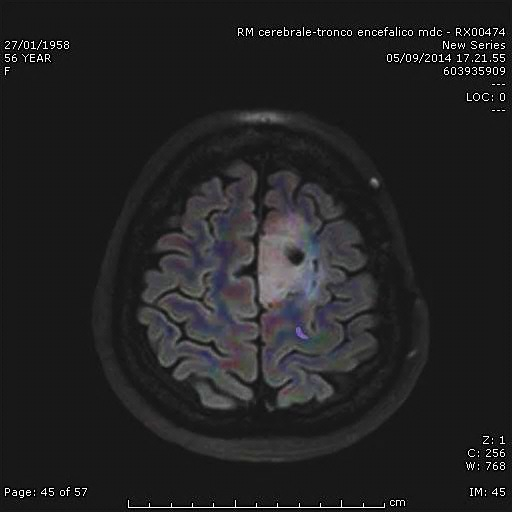 RM cerebrale-tronco encefalico mdc - RX00474
27/01/1958
New Series
56 YEAR
05/09/2014 17.21.55
F
603935909
---
LOC: 0
---
Z: 1
C: 256
W: 768
Page: 45 of 57
IM: 45
cm